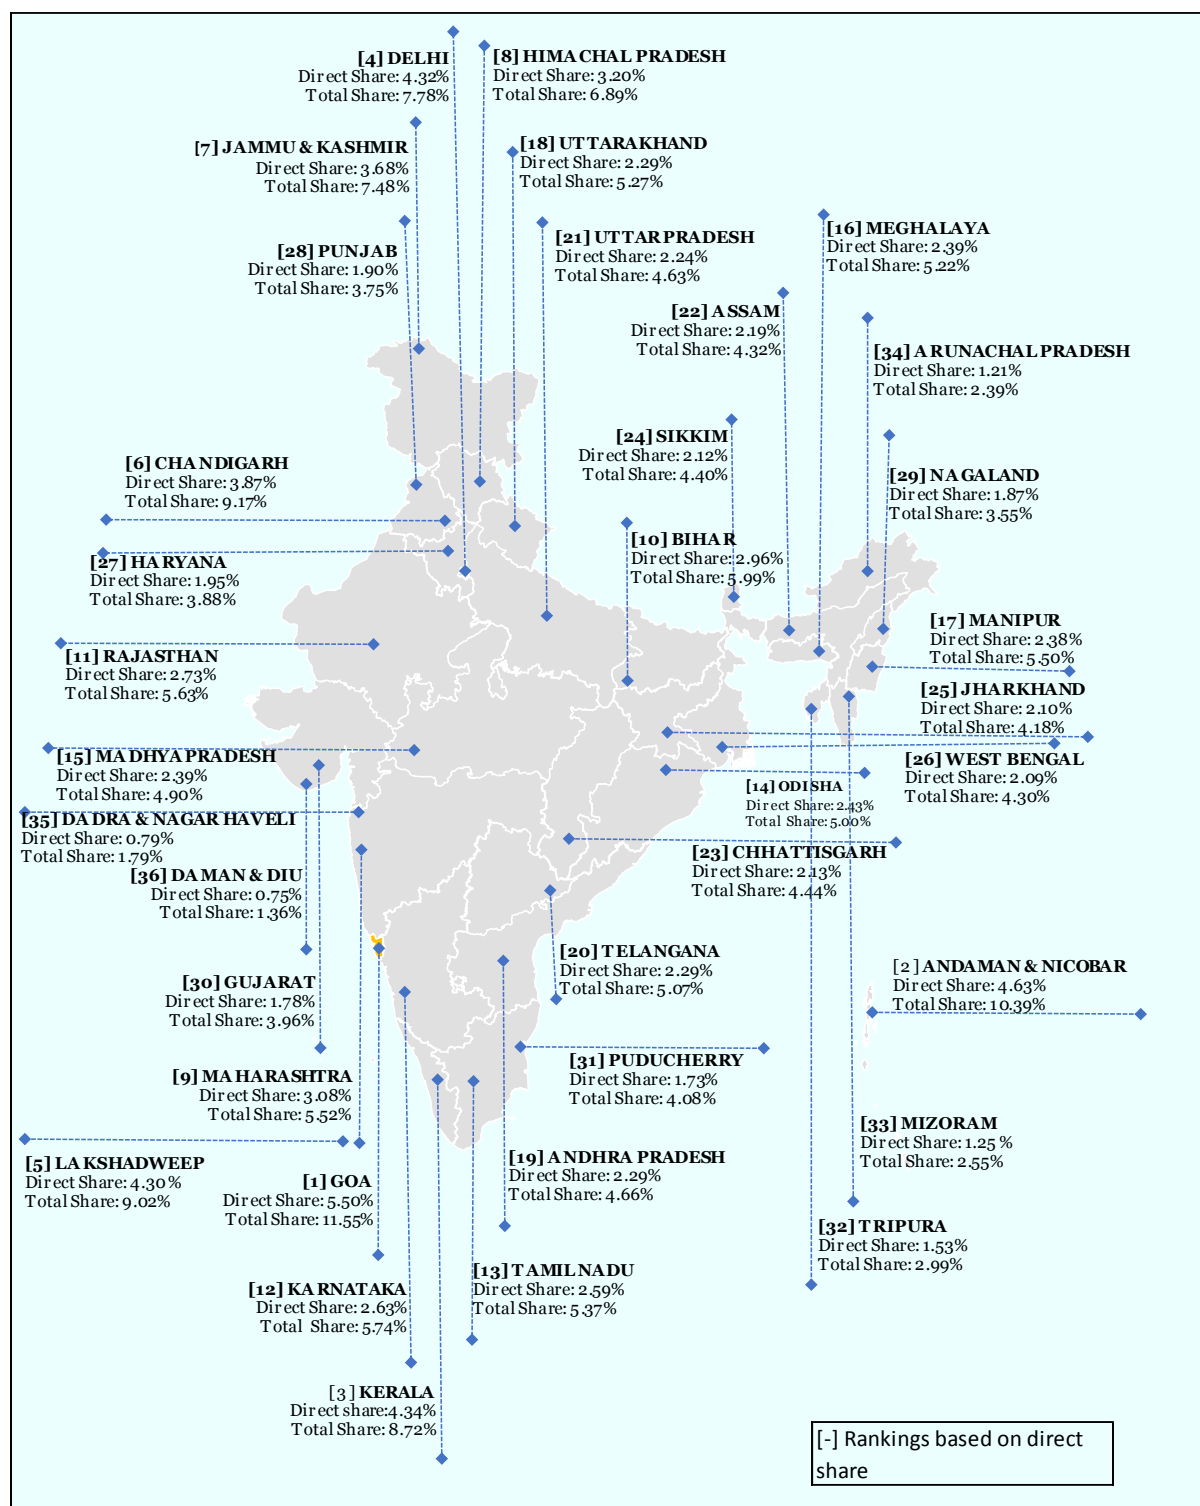 [4] DELHI
Direct Share: 4.32%
Total Share: 7.78%
[8] HIMACHAL PRADESH
Direct Share: 3.20%
Total Share: 6.89%
[7] JAMMU & KASHMIR
Direct Share: 3.68%
Total Share: 7.48%
[18] UTTARAKHAND
Direct Share: 2.29%
Total Share: 5.27%
[28] PUNJAB
Direct Share: 1.90%
Total Share: 3.75%
[21] UTTAR PRADESH
Direct Share: 2.24%
Total Share: 4.63%
[16] MEGHALAYA
Direct Share: 2.39%
Total Share: 5.22%
[22] ASSAM
Direct Share: 2.19%
Total Share: 4.32%
[34] ARUNACHAL PRADESH
Direct Share: 1.21%
Total Share: 2.39%
[24] SIKKIM
Direct Share: 2.12%
Total Share: 4.40%
[6] CHANDIGARH
Direct Share: 3.87%
Total Share: 9.17%
[29] NAGALAND
Direct Share: 1.87%
Total Share: 3.55%
[10] BIHAR
Direct Share: 2.96%
Total Share: 5.99%
[27] HARYANA
Direct Share: 1.95%
Total Share: 3.88%
[17] MANIPUR
Direct Share: 2.38%
Total Share: 5.50%
[11] RAJASTHAN
Direct Share: 2.73%
Total Share: 5.63%
[25] JHARKHAND
Direct Share: 2.10%
Total Share: 4.18%
[15] MADHYA PRADESH
Direct Share: 2.39%
Total Share: 4.90%
[26] WEST BENGAL
Direct Share: 2.09%
Total Share: 4.30%
[14] ODISHA
Direct Share: 2.43%
Total Share: 5.00%
[35] DADRA & NAGAR HAVELI
Direct Share: 0.79%
Total Share: 1.79%
[23] CHHATTISGARH
Direct Share: 2.13%
Total Share: 4.44%
[36] DAMAN & DIU
Direct Share: 0.75%
Total Share: 1.36%
[20] TELANGANA
Direct Share: 2.29%
Total Share: 5.07%
[2] ANDAMAN & NICOBAR
Direct Share: 4.63%
Total Share: 10.39%
[30] GUJARAT
Direct Share: 1.78%
Total Share: 3.96%
[31] PUDUCHERRY
Direct Share: 1.73%
Total Share: 4.08%
[9] MAHARASHTRA
Direct Share: 3.08%
Total Share: 5.52%
[33] MIZORAM
Direct Share: 1.25 %
Total Share: 2.55%
[5] LAKSHADWEEP
Direct Share: 4.30 %
Total Share: 9.02%
[1] GOA
Direct Share: 5.50%
Total Share: 11.55%
[19] ANDHRA PRADESH
Direct Share: 2.29%
Total Share: 4.66%
[32] TRIPURA
Direct Share: 1.53%
Total Share: 2.99%
[12] KARNATAKA
Direct Share: 2.63%
Total Share: 5.74%
[13] TAMIL NADU
Direct Share: 2.59%
Total Share: 5.37%
[3] KERALA
Direct share:4.34%
Total Share: 8.72%
[-] Rankings based on direct
share